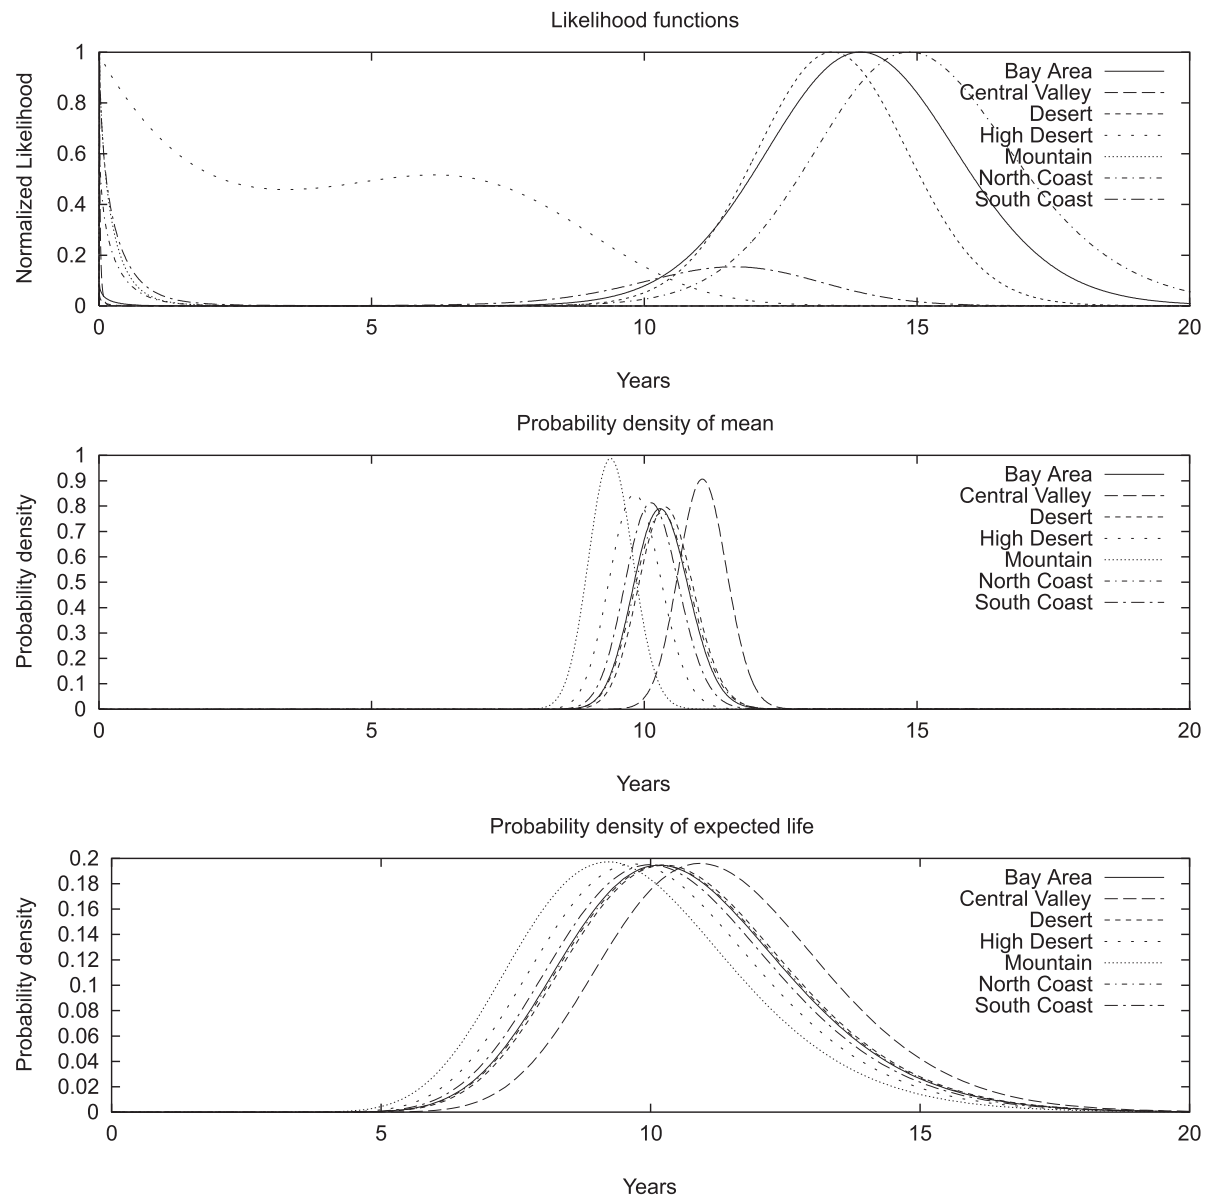 Likelihood functions
1
0.8
0.6
0.4
0.2
0
Normalized Likelihood
Bay Area
Central Valley
Desert
High Desert
Mountain
North Coast
South Coast
0 5 10 15 20
Years
Probability density of mean
1
0.9
0.8
0.7
0.6
0.5
0.4
0.3
0.2
0.1
0
Probability density
Bay Area
Central Valley
Desert
High Desert
Mountain
North Coast
South Coast
0 5 10 15 20
Years
Probability density of expected life
0.2
0.18
0.16
0.14
0.12
0.1
0.08
0.06
0.04
0.02
0
Probability density
Bay Area
Central Valley
Desert
High Desert
Mountain
North Coast
South Coast
0 5 10 15 20
Years